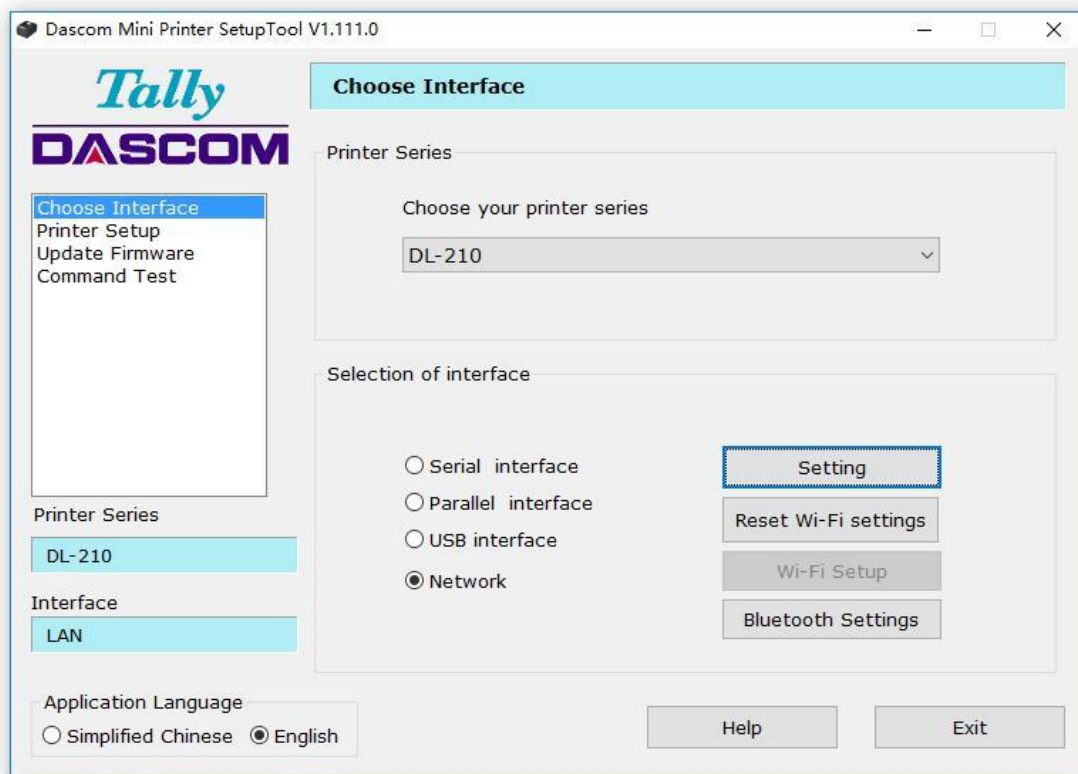 Dascom Mini Printer SetupTool V1.111.0
Tally
DASCOM
Choose Interface
Printer Setup
Update Firmware
Command Test
Printer Series
DL-210
Interface
LAN
Application Language
Simplified Chinese
English
Choose Interface
Printer Series
Choose your printer series
DL-210
Selection of interface
Serial interface
Parallel interface
USB interface
Network
Setting
Reset Wi-Fi settings
Wi-Fi Setup
Bluetooth Settings
Help
Exit